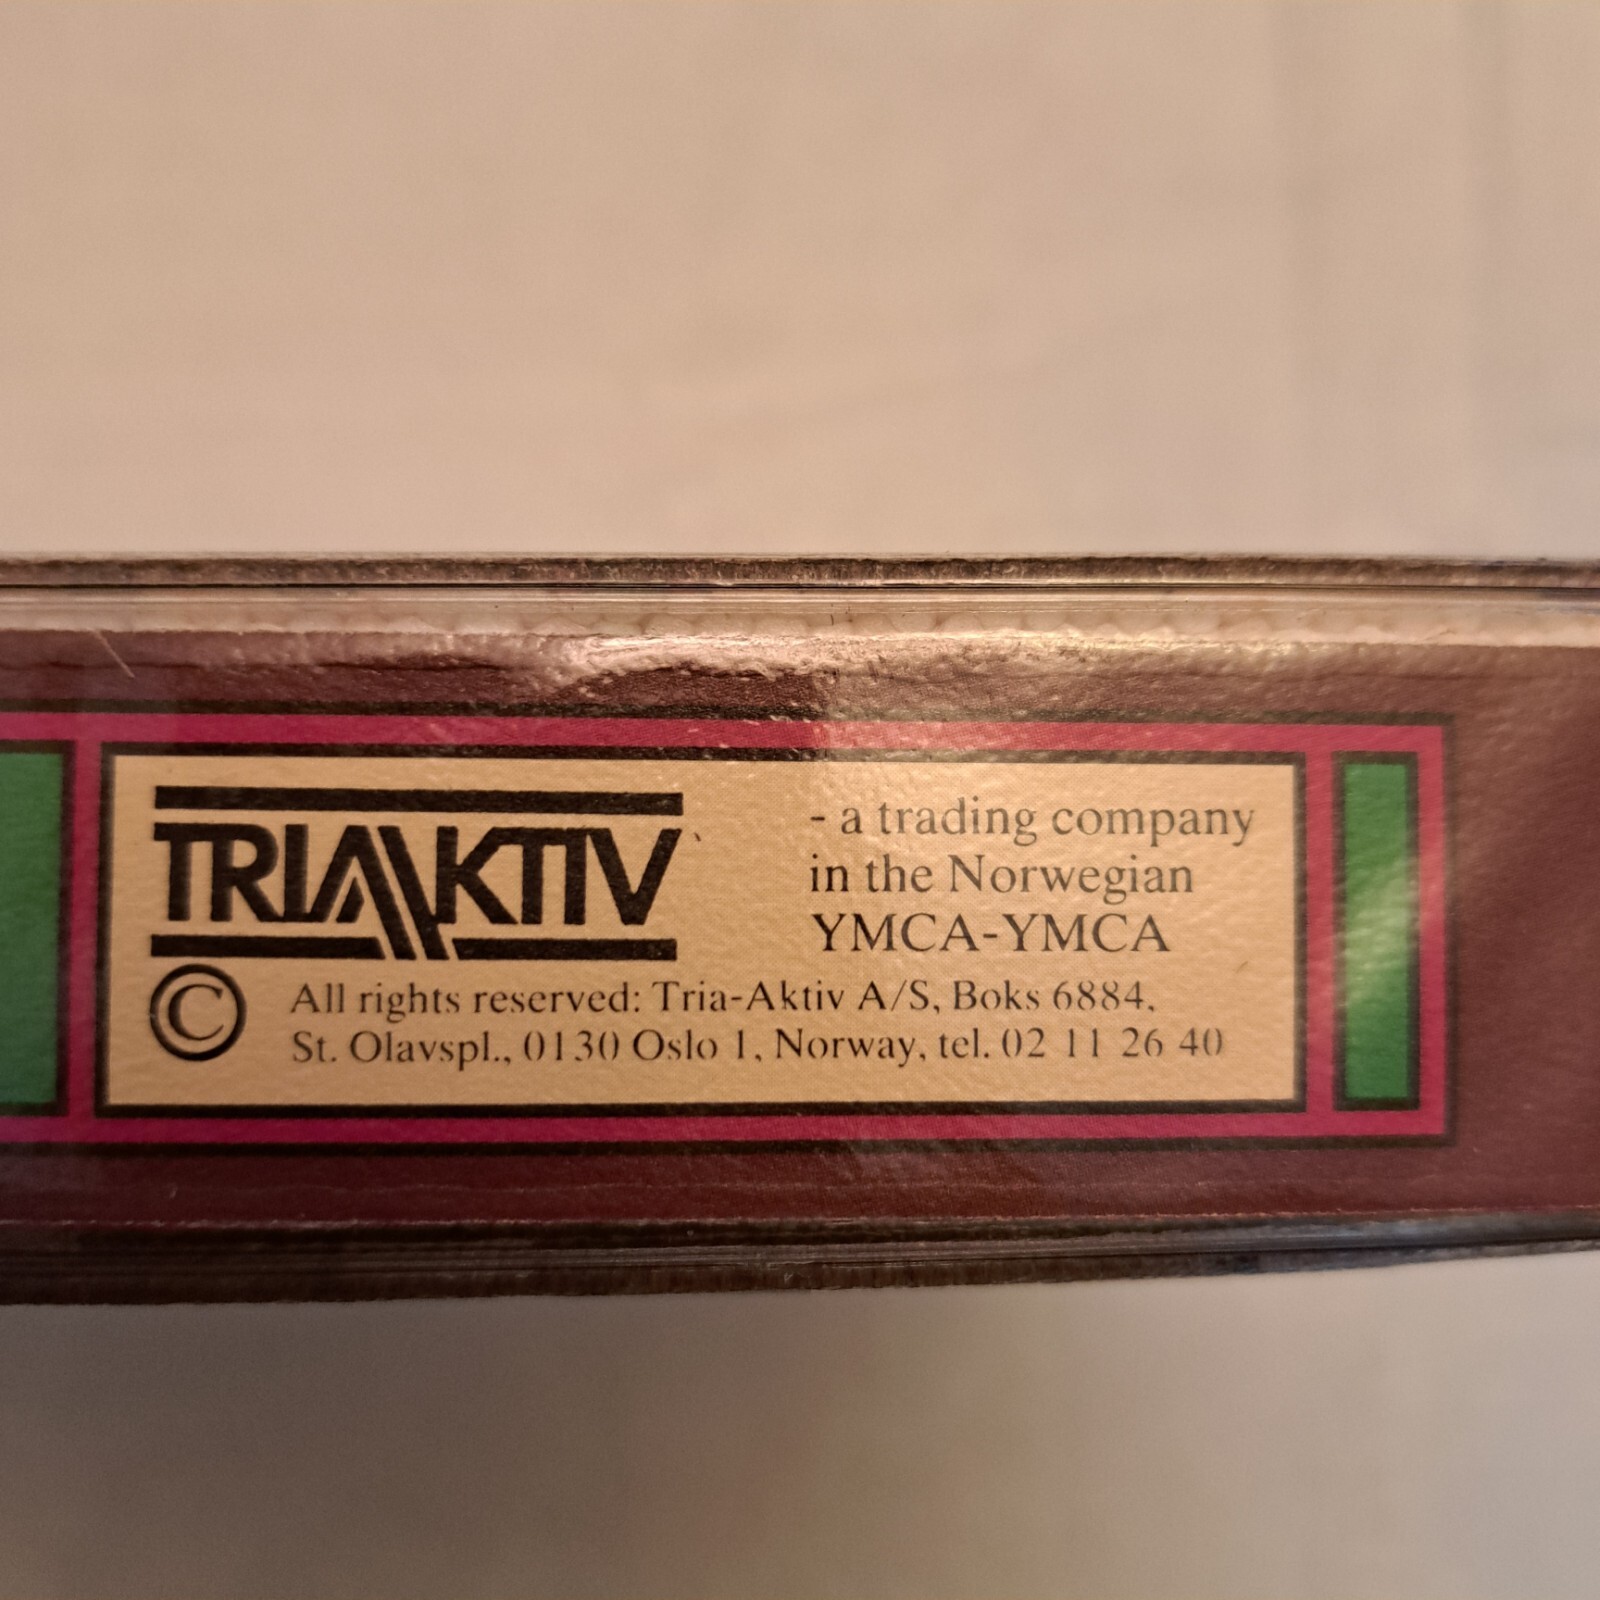 TRIAAKTIV
- a trading company
in the Norwegian
YMCA-YMCA
© All rights reserved: Tria-Aktiv A/S, Boks 6884,
St. Olavspl., 0130 Oslo 1, Norway, tel. 02 11 26 40